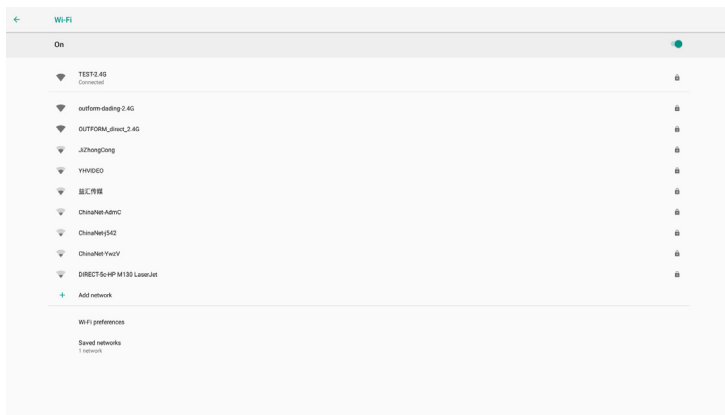 Wi-Fi
On
TEST-2.4G
Connected
outform-dading-2.4G
OUTFORM_direct_2.4G
JiZhongCong
YHVIDEO
益汇传媒
ChinaNet-AdmC
ChinaNet-j542
ChinaNet-YwzV
DIRECT-5c-HP M130 LaserJet
Add network
Wi-Fi preferences
Saved networks
1 network